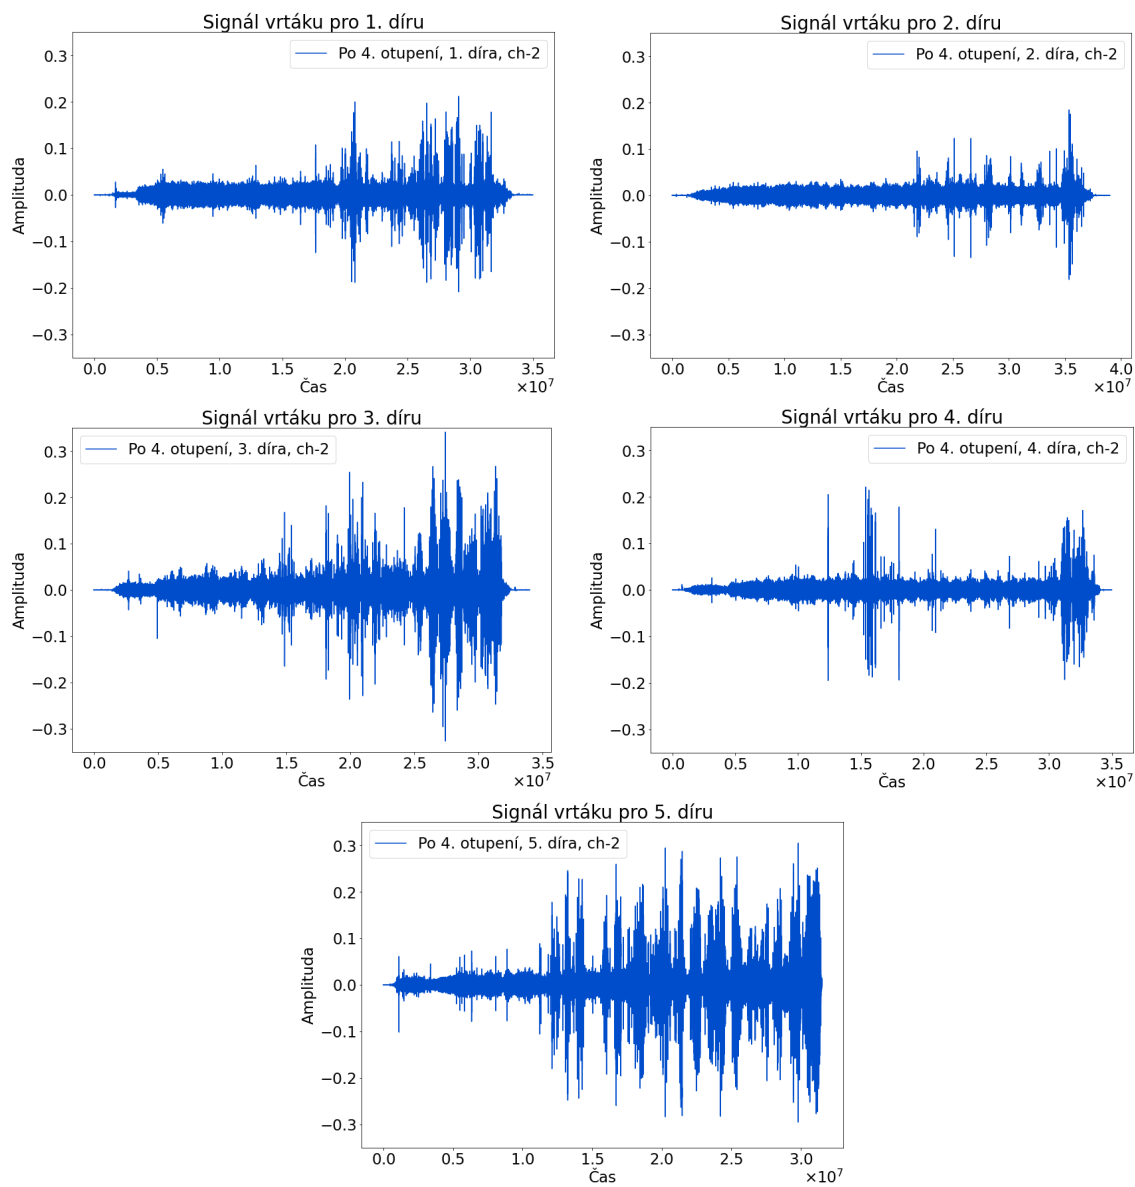 Signál vrtáku pro 1. díru
Po 4. otupení, 1. díra, ch-2
Amplituda
0.3
0.2
0.1
0.0
−0.1
−0.2
−0.3
0.0 0.5 1.0 1.5 2.0 2.5 3.0 3.5
Čas
×10⁷
Signál vrtáku pro 2. díru
Po 4. otupení, 2. díra, ch-2
Amplituda
0.3
0.2
0.1
0.0
−0.1
−0.2
−0.3
0.0 0.5 1.0 1.5 2.0 2.5 3.0 3.5 4.0
Čas
×10⁷
Signál vrtáku pro 3. díru
Po 4. otupení, 3. díra, ch-2
Amplituda
0.3
0.2
0.1
0.0
−0.1
−0.2
−0.3
0.0 0.5 1.0 1.5 2.0 2.5 3.0 3.5
Čas
×10⁷
Signál vrtáku pro 4. díru
Po 4. otupení, 4. díra, ch-2
Amplituda
0.3
0.2
0.1
0.0
−0.1
−0.2
−0.3
0.0 0.5 1.0 1.5 2.0 2.5 3.0 3.5
Čas
×10⁷
Signál vrtáku pro 5. díru
Po 4. otupení, 5. díra, ch-2
Amplituda
0.3
0.2
0.1
0.0
−0.1
−0.2
−0.3
0.0 0.5 1.0 1.5 2.0 2.5 3.0
Čas
×10⁷